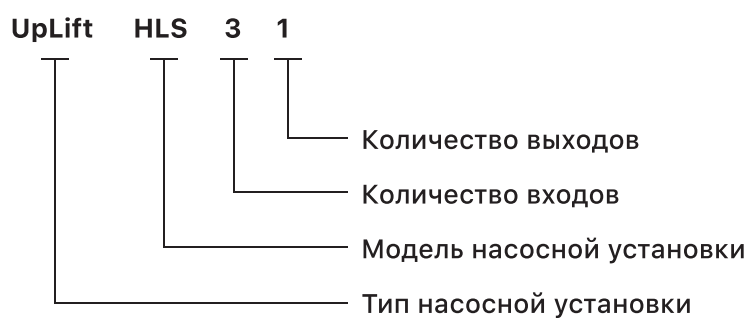 UpLift HLS 3 1
Количество выходов
Количество входов
Модель насосной установки
Тип насосной установки